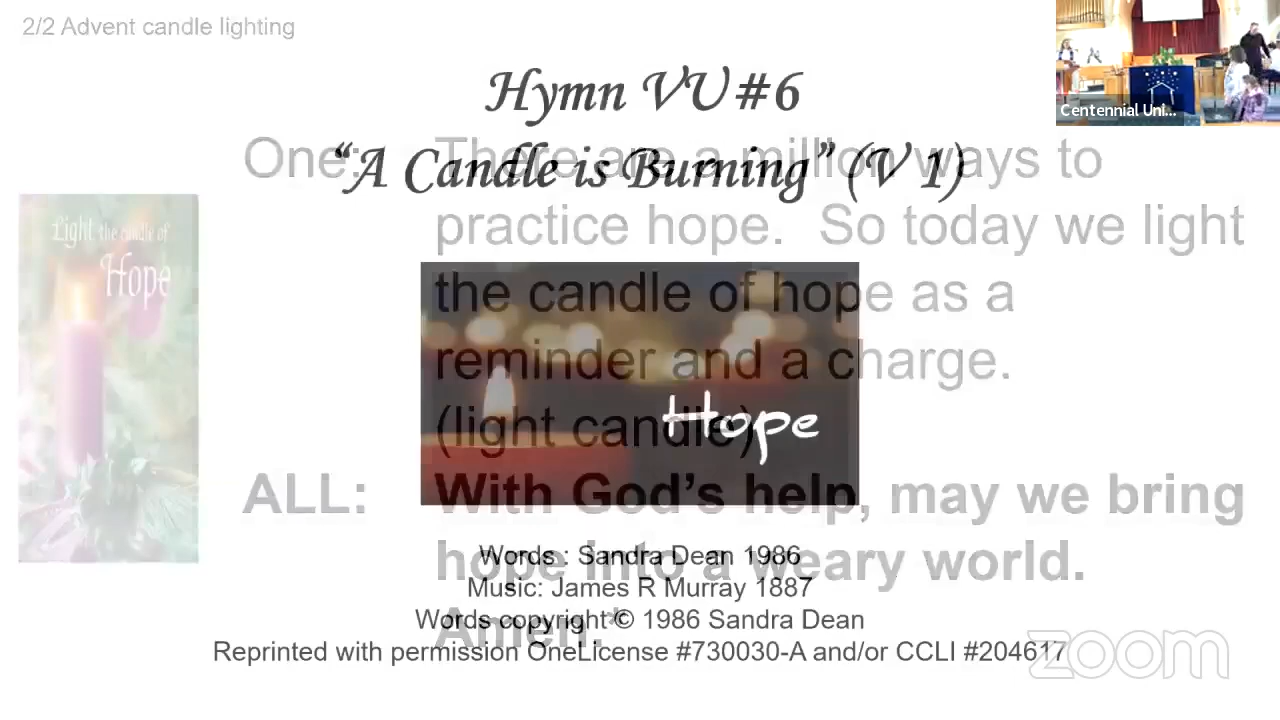 2/2 Advent candle lighting
Hymn VU#6
“A Candle is Burning” (V 1)
One: There are a million ways to
practice hope. So today we light
the candle of hope as a
reminder and a charge.
(light candle)
ALL: With God’s help, may we bring
hope into a weary world.
Amen.*
Light the candle of
Hope
Hope
Words : Sandra Dean 1986
Music: James R Murray 1887
Words copyright © 1986 Sandra Dean
Reprinted with permission OneLicense #730030-A and/or CCLI #204617
Centennial Uni...
zoom